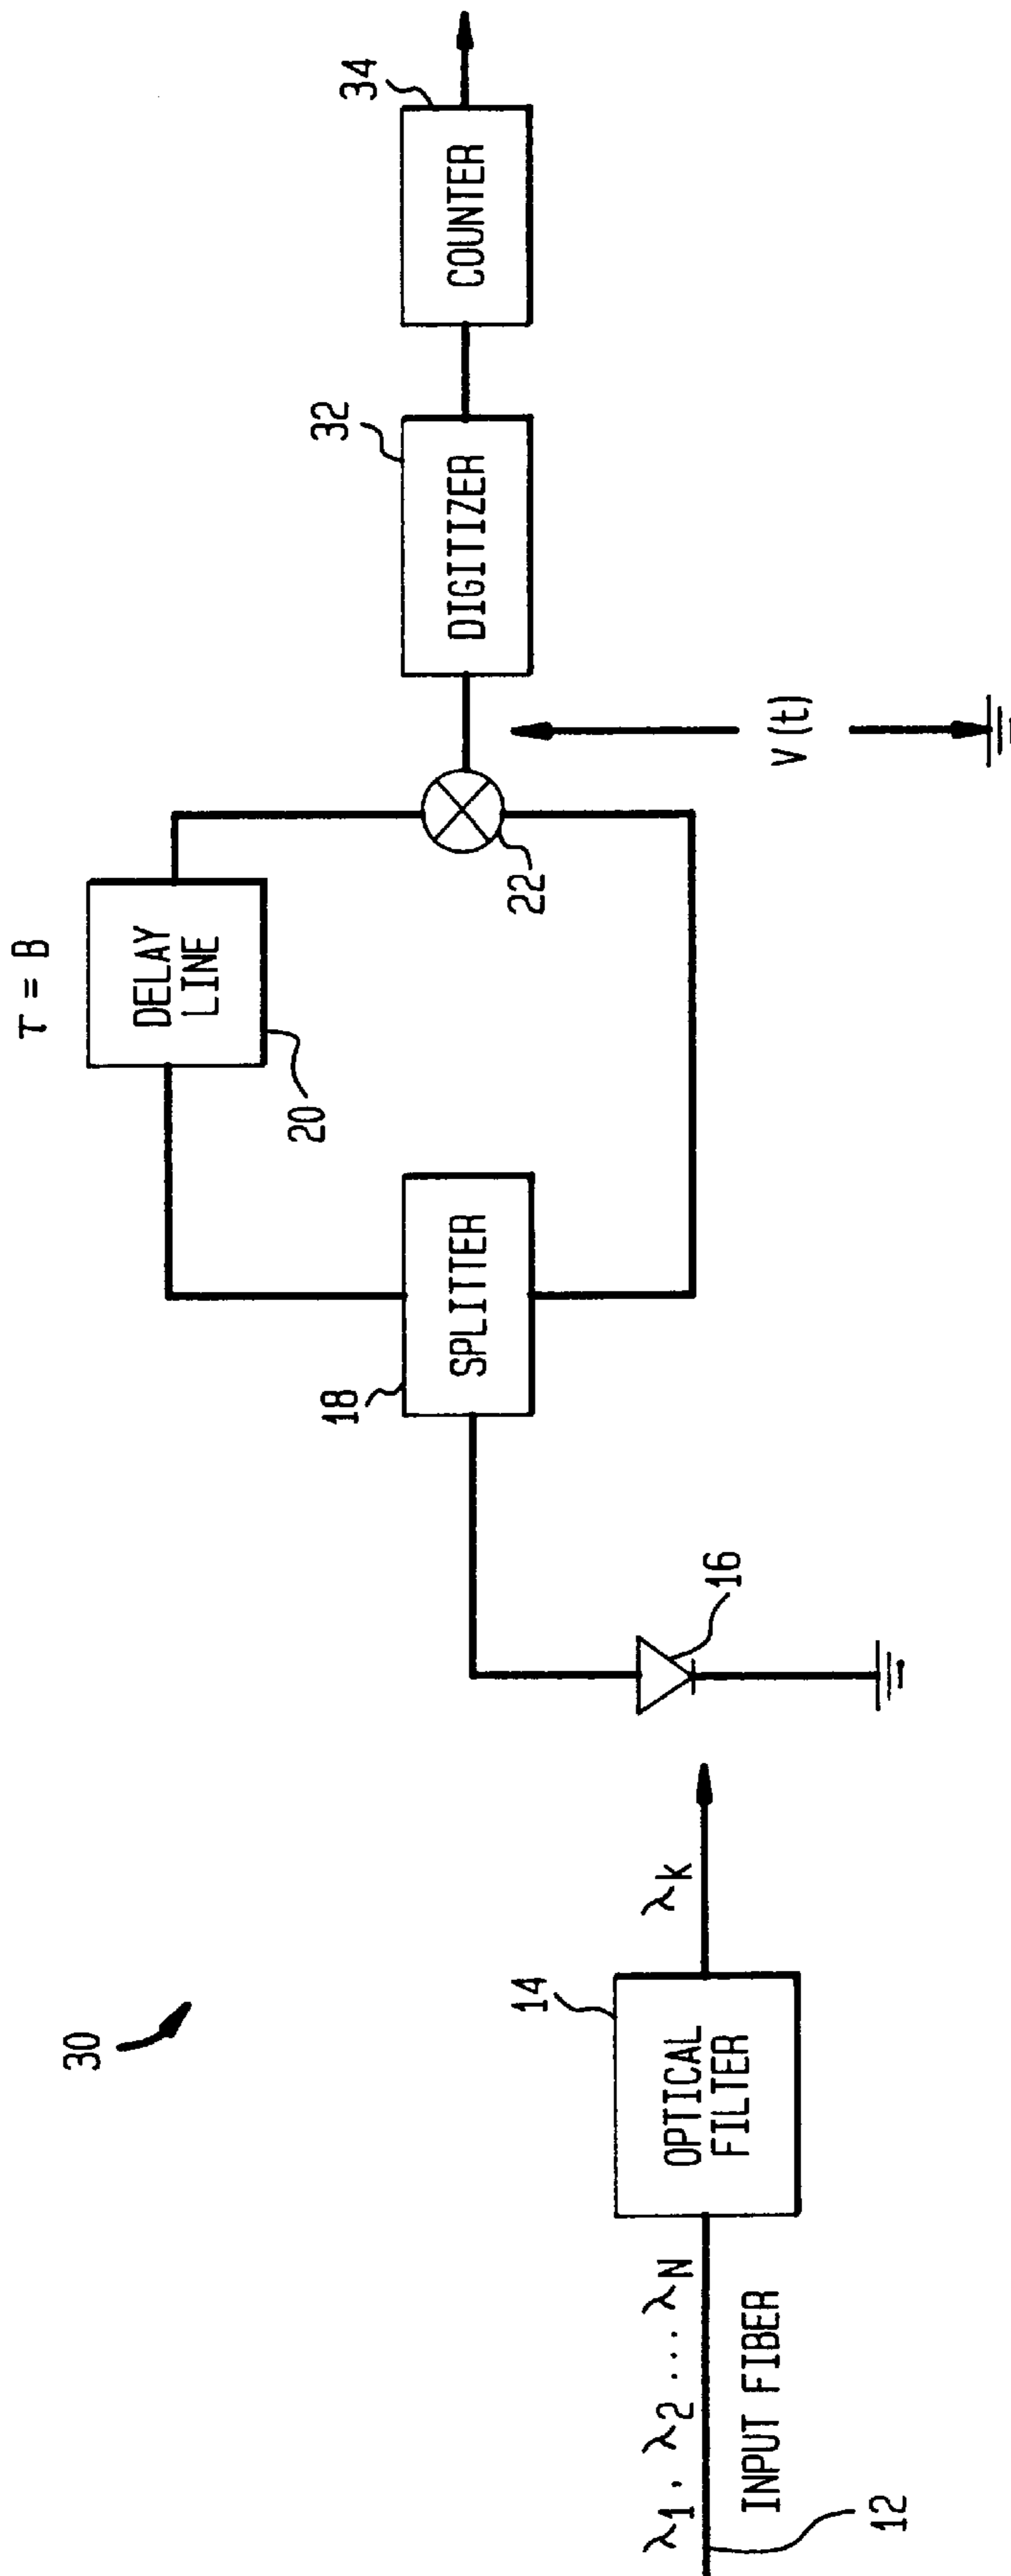 30
λ1, λ2 .... λN
INPUT FIBER
12
OPTICAL
FILTER
14
λk
16
SPLITTER
18
τ = B
DELAY
LINE
20
22
V(t)
DIGITIZER
32
COUNTER
34